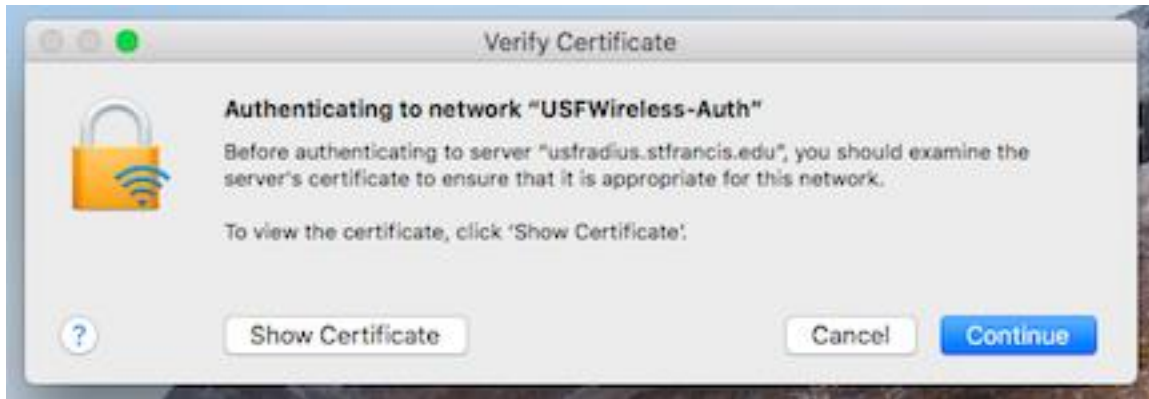 Verify Certificate
Authenticating to network “USFWireless-Auth”
Before authenticating to server "usfradius.stfrancis.edu", you should examine the
server's certificate to ensure that it is appropriate for this network.
To view the certificate, click 'Show Certificate'.
?
Show Certificate
Cancel
Continue